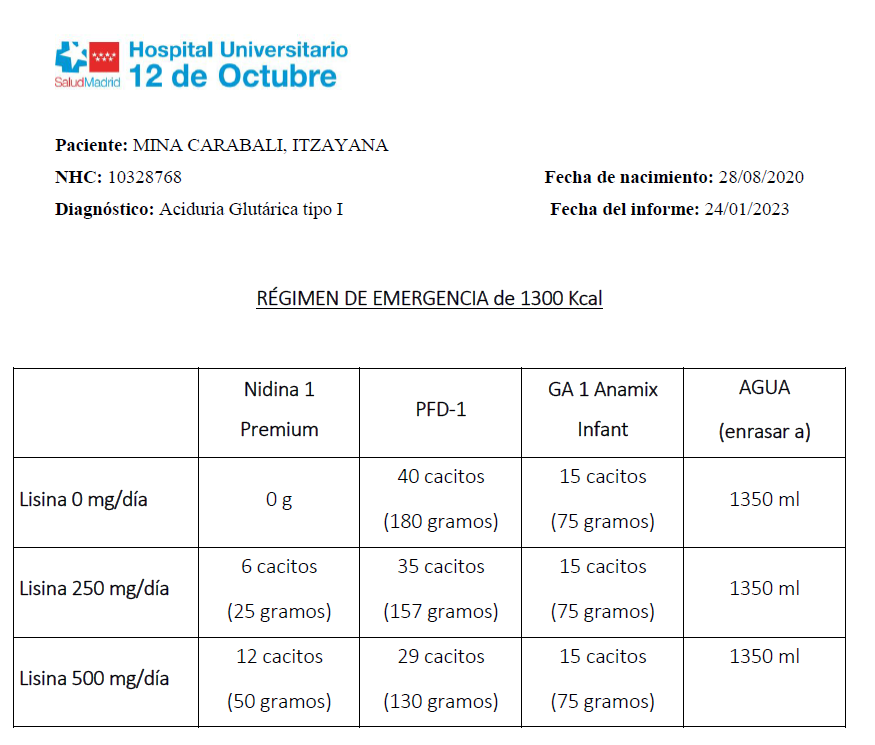 Hospital Universitario
12 de Octubre
SaludMadrid
Paciente: MINA CARABALI, ITZAYANA
NHC: 10328768 Fecha de nacimiento: 28/08/2020
Diagnóstico: Aciduria Glutárica tipo I Fecha del informe: 24/01/2023
RÉGIMEN DE EMERGENCIA de 1300 Kcal
Nidina 1 Premium PFD-1 GA 1 Anamix Infant AGUA (enrasar a)
Lisina 0 mg/día 0 g 40 cacitos (180 gramos) 15 cacitos (75 gramos) 1350 ml
Lisina 250 mg/día 6 cacitos (25 gramos) 35 cacitos (157 gramos) 15 cacitos (75 gramos) 1350 ml
Lisina 500 mg/día 12 cacitos (50 gramos) 29 cacitos (130 gramos) 15 cacitos (75 gramos) 1350 ml